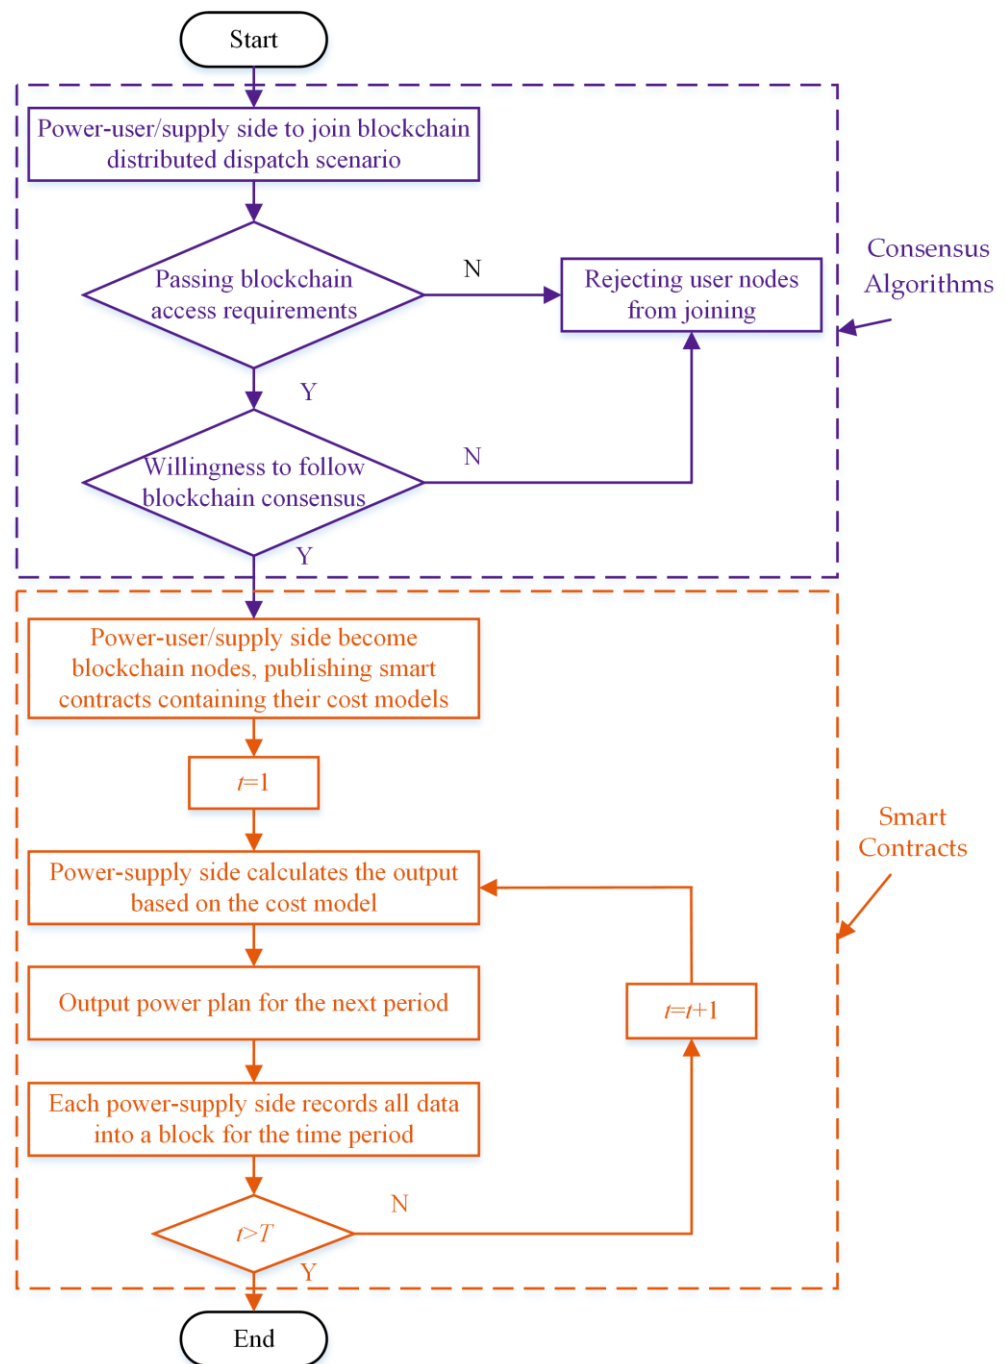 Start
Power-user/supply side to join blockchain
distributed dispatch scenario
Passing blockchain
access requirements
N
Rejecting user nodes
from joining
Consensus
Algorithms
Y
Willingness to follow
blockchain consensus
N
Y
Power-user/supply side become
blockchain nodes, publishing smart
contracts containing their cost models
t=1
Power-supply side calculates the output
based on the cost model
Smart
Contracts
Output power plan for the next period
t=t+1
Each power-supply side records all data
into a block for the time period
t>T
N
Y
End